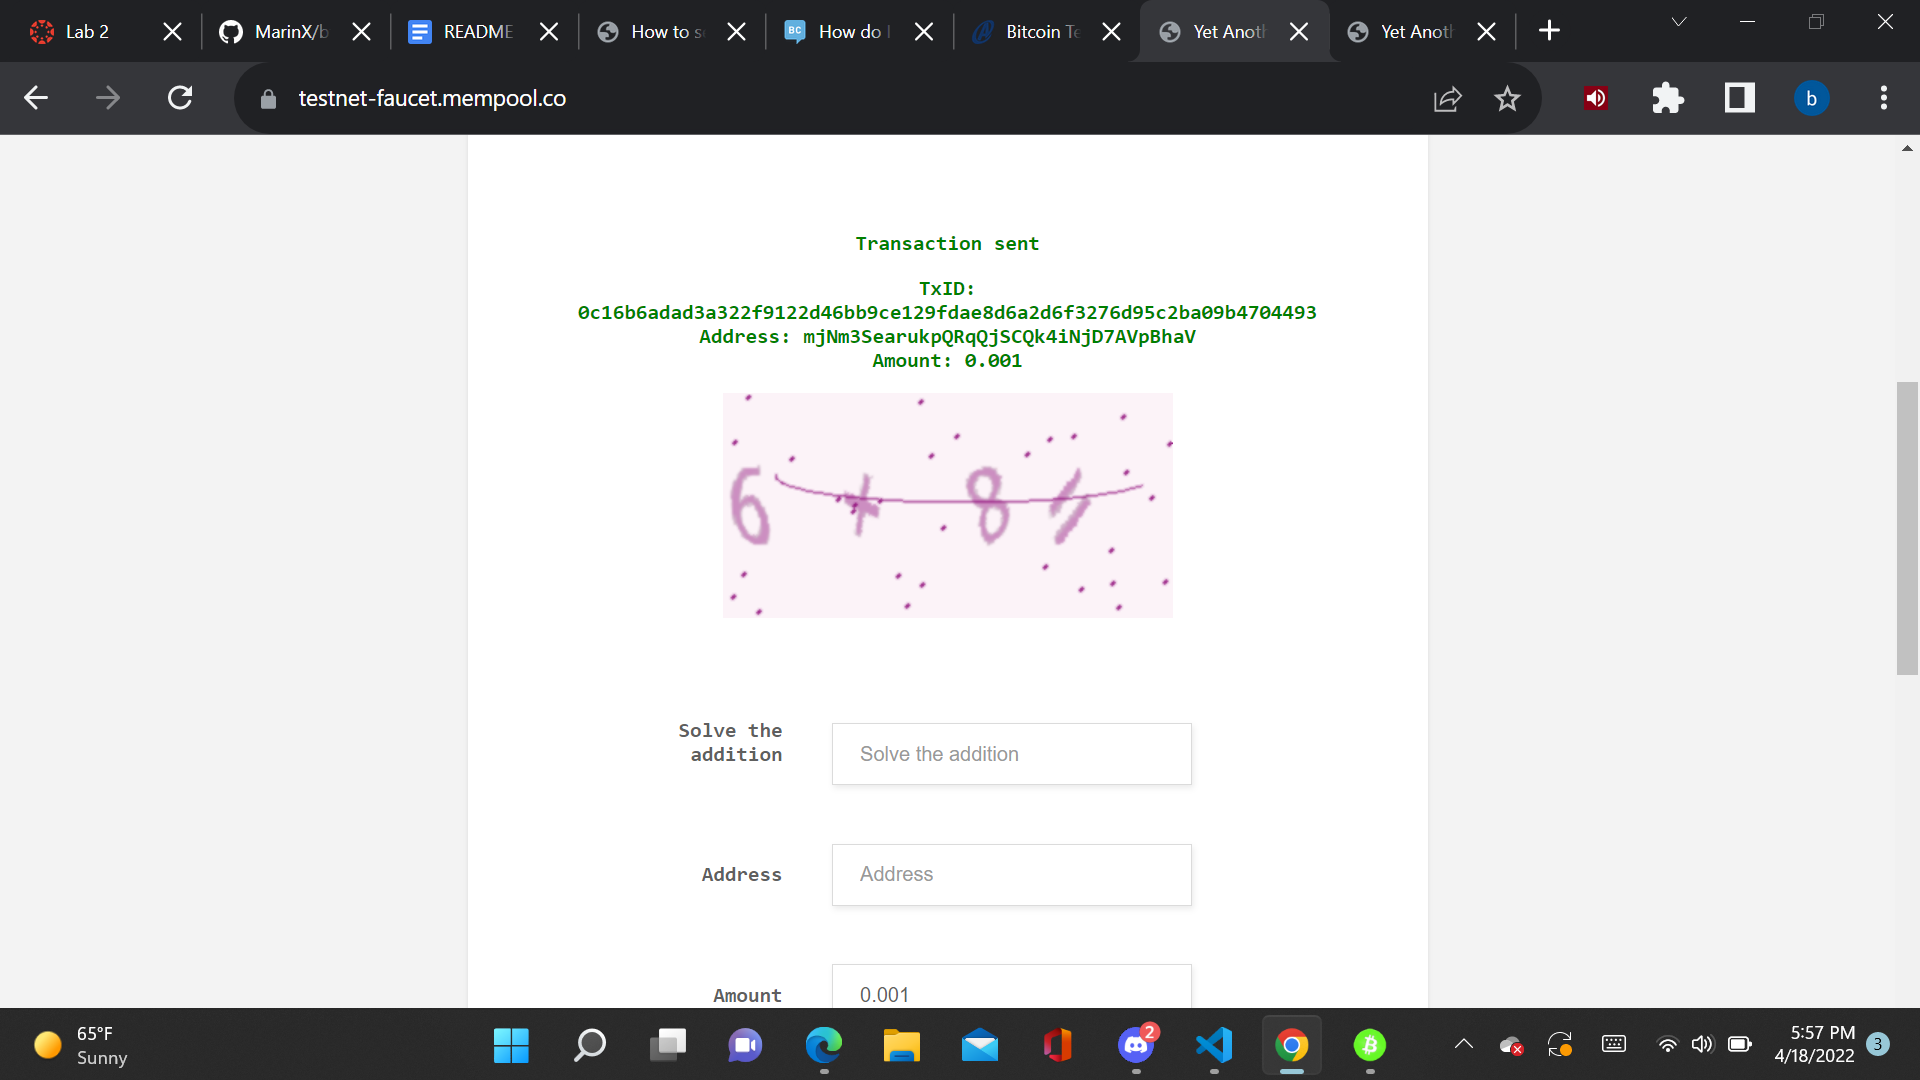 Lab 2
MarinX/b
README
How to s
How do I
Bitcoin Te
Yet Anoth
Yet Anoth
testnet-faucet.mempool.co
b
Transaction sent
TxID:
0c16b6adad3a322f9122d46bb9ce129fdae8d6a2d6f3276d95c2ba09b4704493
Address: mjNm3SearukpQRqQjSCQk4iNjD7AVpBhaV
Amount: 0.001
Solve the
addition
Solve the addition
Address
Address
Amount
0.001
65°F
Sunny
2
5:57 PM
4/18/2022
3